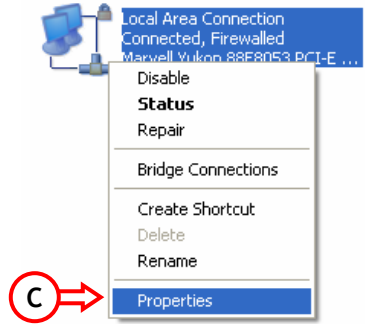 Local Area Connection
Connected, Firewalled
Marvell Yukon 88E8053 PCI-E ...
Disable
Status
Repair
Bridge Connections
Create Shortcut
Delete
Rename
C
Properties